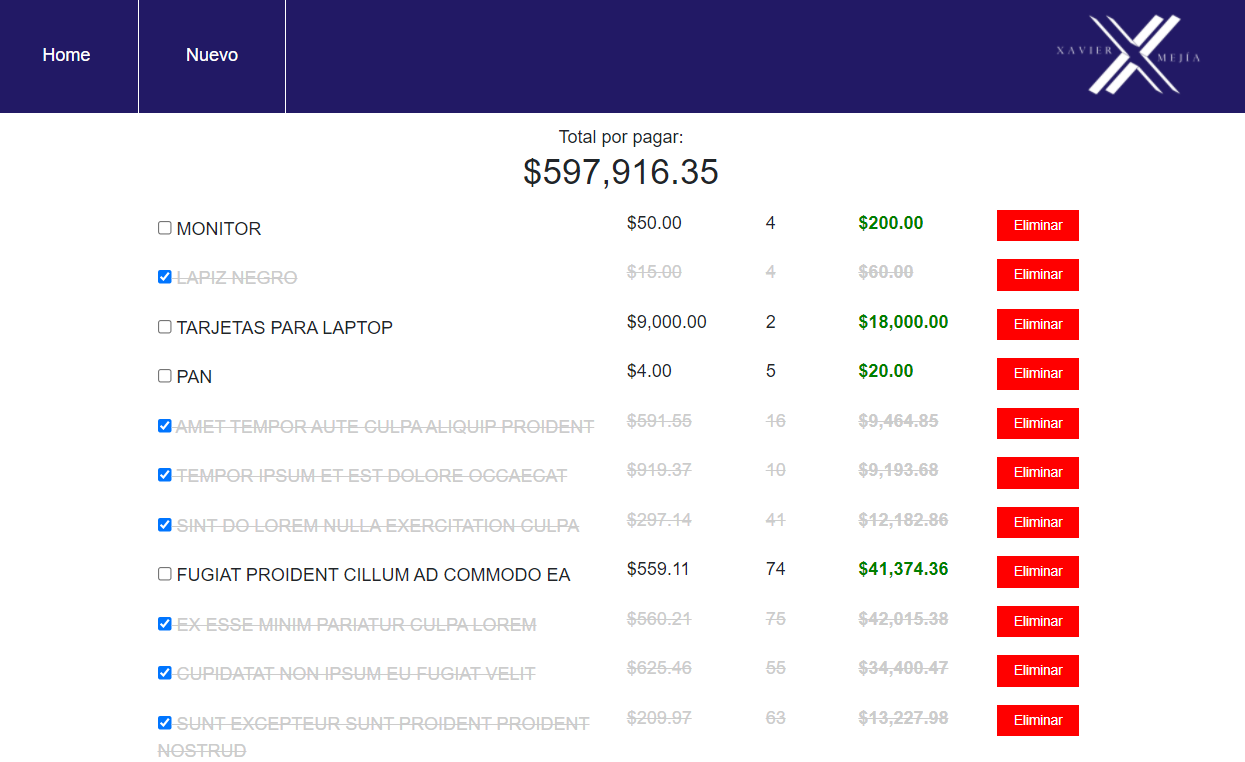 Home Nuevo XAVIER MEJÍA
Total por pagar:
$597,916.35
MONITOR $50.00 4 $200.00 Eliminar
LAPIZ NEGRO $15.00 4 $60.00 Eliminar
TARJETAS PARA LAPTOP $9,000.00 2 $18,000.00 Eliminar
PAN $4.00 5 $20.00 Eliminar
AMET TEMPOR AUTE CULPA ALIQUIP PROIDENT $591.55 16 $9,464.85 Eliminar
TEMPOR IPSUM ET EST DOLORE OCCAECAT $919.37 10 $9,193.68 Eliminar
SINT DO LOREM NULLA EXERCITATION CULPA $297.14 41 $12,182.86 Eliminar
FUGIAT PROIDENT CILLUM AD COMMODO EA $559.11 74 $41,374.36 Eliminar
EX ESSE MINIM PARIATUR CULPA LOREM $560.21 75 $42,015.38 Eliminar
CUPIDATAT NON IPSUM EU FUGIAT VELIT $625.46 55 $34,400.47 Eliminar
SUNT EXCEPTEUR SUNT PROIDENT PROIDENT $209.97 63 $13,227.98 Eliminar
NOSTRUD